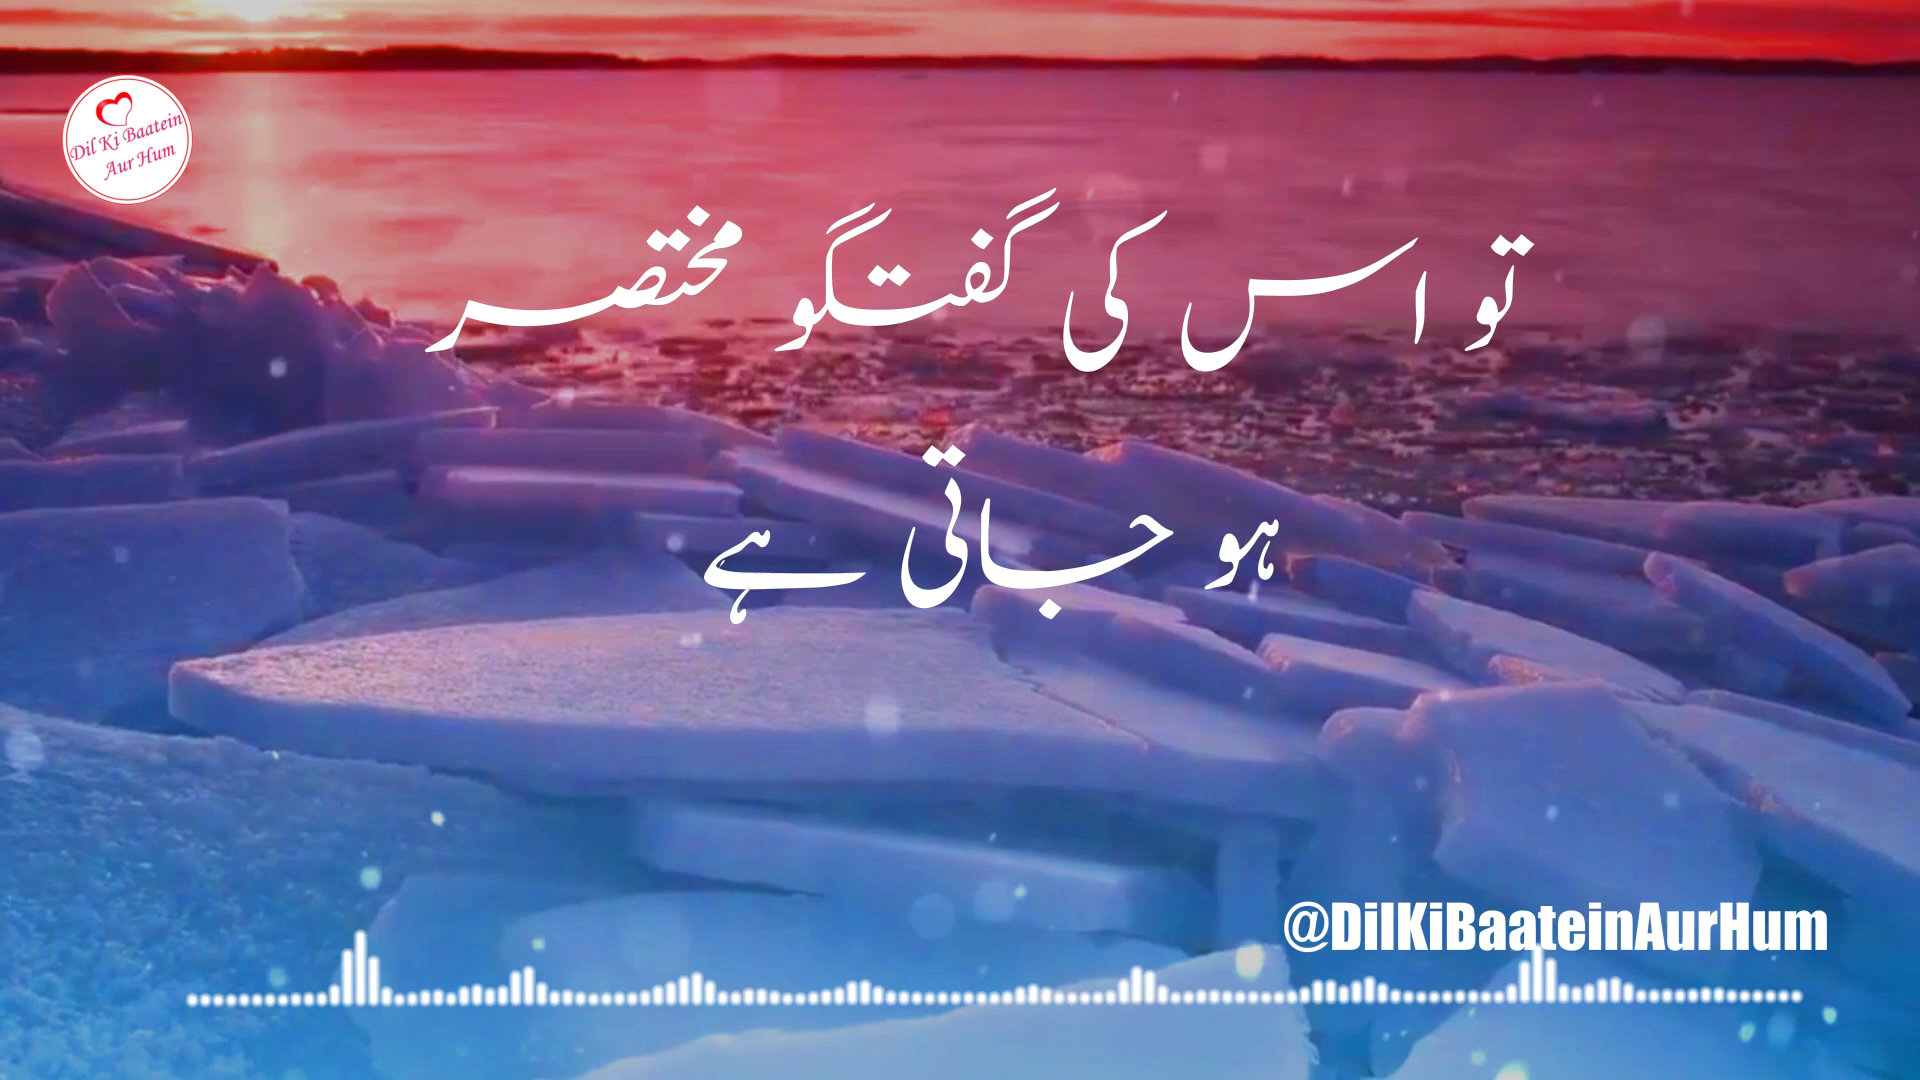 Dil Ki Baatein
Aur Hum
تو اس کی گفتگو مختصر
ہو جاتی ہے
@DilKiBaateinAurHum